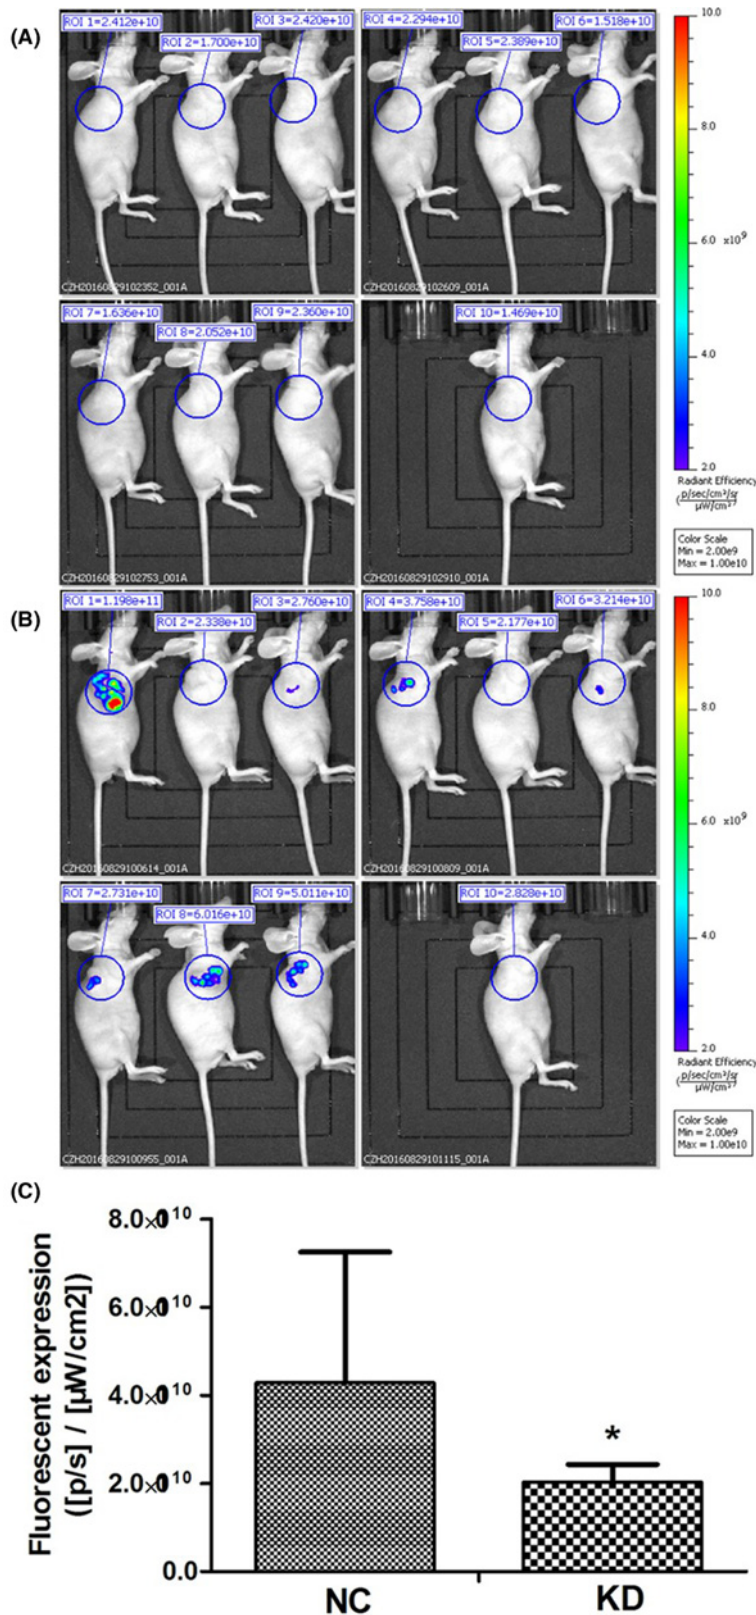 (A)
ROI 1=2.412e+10
ROI 2=1.700e+10
ROI 3=2.420e+10
CZH20160829102352_001A
ROI 4=2.294e+10
ROI 5=2.389e+10
ROI 6=1.518e+10
CZH20160829102609_001A
10.0
8.0
6.0 x10⁹
4.0
2.0
Radiant Efficiency
(p/sec/cm²/sr
µW/cm²)
Color Scale
Min = 2.00e9
Max = 1.00e10
ROI 7=1.636e+10
ROI 8=2.052e+10
ROI 9=2.360e+10
CZH20160829102753_001A
ROI 10=1.469e+10
CZH20160829102910_001A
(B)
ROI 1=1.198e+11
ROI 2=2.338e+10
ROI 3=2.760e+10
CZH20160829100614_001A
ROI 4=3.758e+10
ROI 5=2.177e+10
ROI 6=3.214e+10
CZH20160829100809_001A
10.0
8.0
6.0 x10⁹
4.0
2.0
Radiant Efficiency
(p/sec/cm²/sr
µW/cm²)
Color Scale
Min = 2.00e9
Max = 1.00e10
ROI 7=2.731e+10
ROI 8=6.016e+10
ROI 9=5.011e+10
CZH20160829100955_001A
ROI 10=2.828e+10
CZH20160829101115_001A
(C)
Fluorescent expression
([p/s] / [µW/cm2])
8.0×10¹⁰
6.0×10¹⁰
4.0×10¹⁰
2.0×10¹⁰
0.0
*
NC
KD